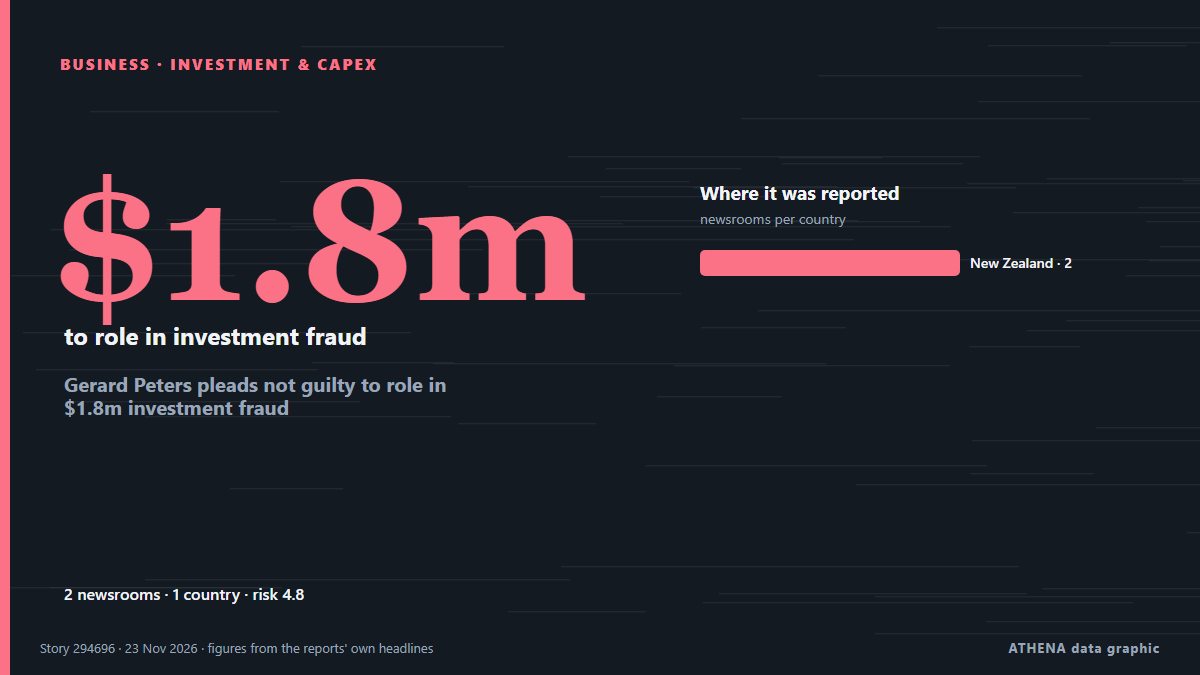 BUSINESS · INVESTMENT & CAPEX
$1.8m
to role in investment fraud
Gerard Peters pleads not guilty to role in
$1.8m investment fraud
Where it was reported
newsrooms per country
New Zealand · 2
2 newsrooms · 1 country · risk 4.8
Story 294696 · 23 Nov 2026 · figures from the reports' own headlines
ATHENA data graphic